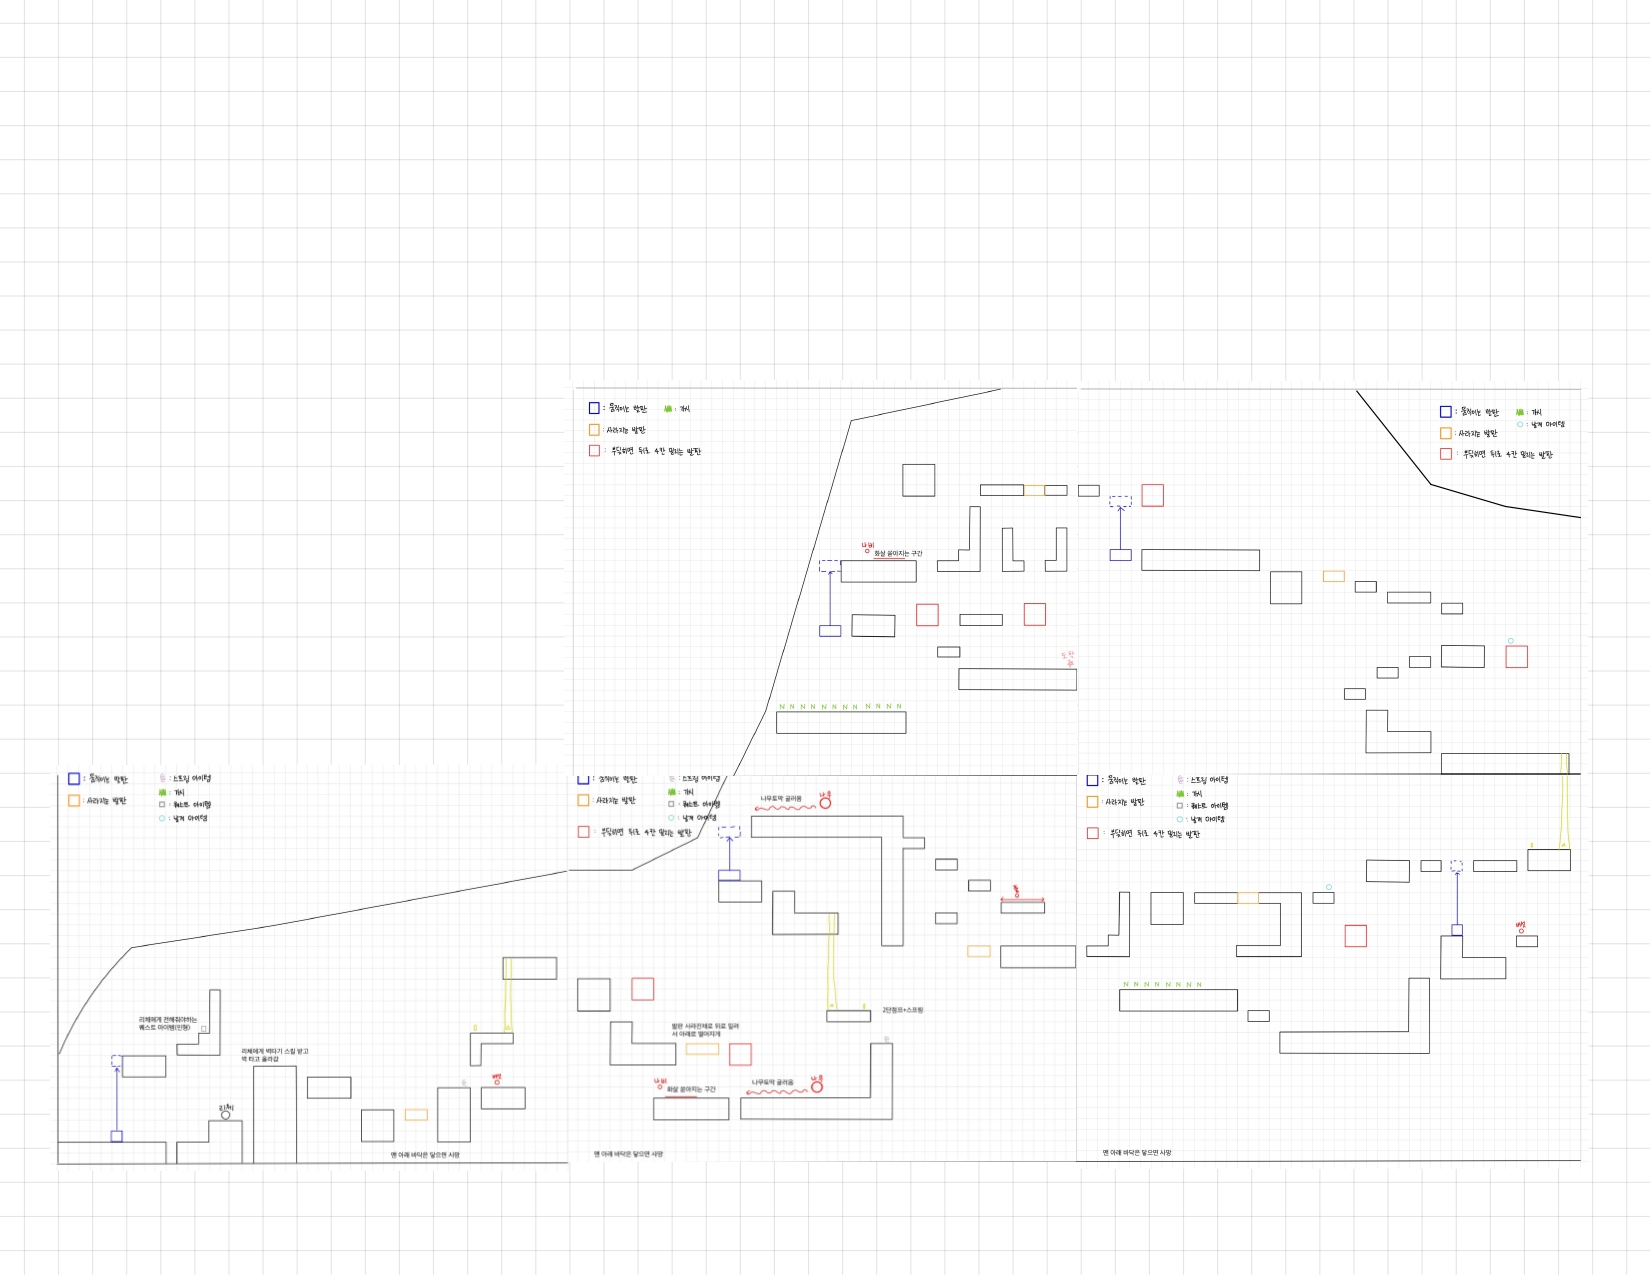 : 움직이는 발판
: 가시
: 사라지는 발판
: 부딪히면 뒤로 4칸 밀리는 발판
: 움직이는 발판
: 가시
: 날개 아이템
: 사라지는 발판
: 부딪히면 뒤로 4칸 밀리는 발판
나비
화살 쏟아지는 구간
도착
: 움직이는 발판
: 스프링 아이템
: 가시
: 사라지는 발판
: 퀘스트 아이템
: 날개 아이템
: 움직이는 발판
: 스프링 아이템
: 가시
: 사라지는 발판
: 퀘스트 아이템
: 날개 아이템
: 부딪히면 뒤로 4칸 밀리는 발판
나무토막 굴러옴
나무
: 움직이는 발판
: 스프링 아이템
: 가시
: 사라지는 발판
: 퀘스트 아이템
: 날개 아이템
: 부딪히면 뒤로 4칸 밀리는 발판
버섯
리체에게 전해줘야하는
퀘스트 아이템(인형)
리체에게 벽타기 스킬 받고
벽 타고 올라감
버섯
맨 아래 바닥은 닿으면 사망
2단점프+스프링
발판 사라진채로 뒤로 밀려
서 아래로 떨어지게
나비
화살 쏟아지는 구간
나무토막 굴러옴
나무
맨 아래 바닥은 닿으면 사망
맨 아래 바닥은 닿으면 사망